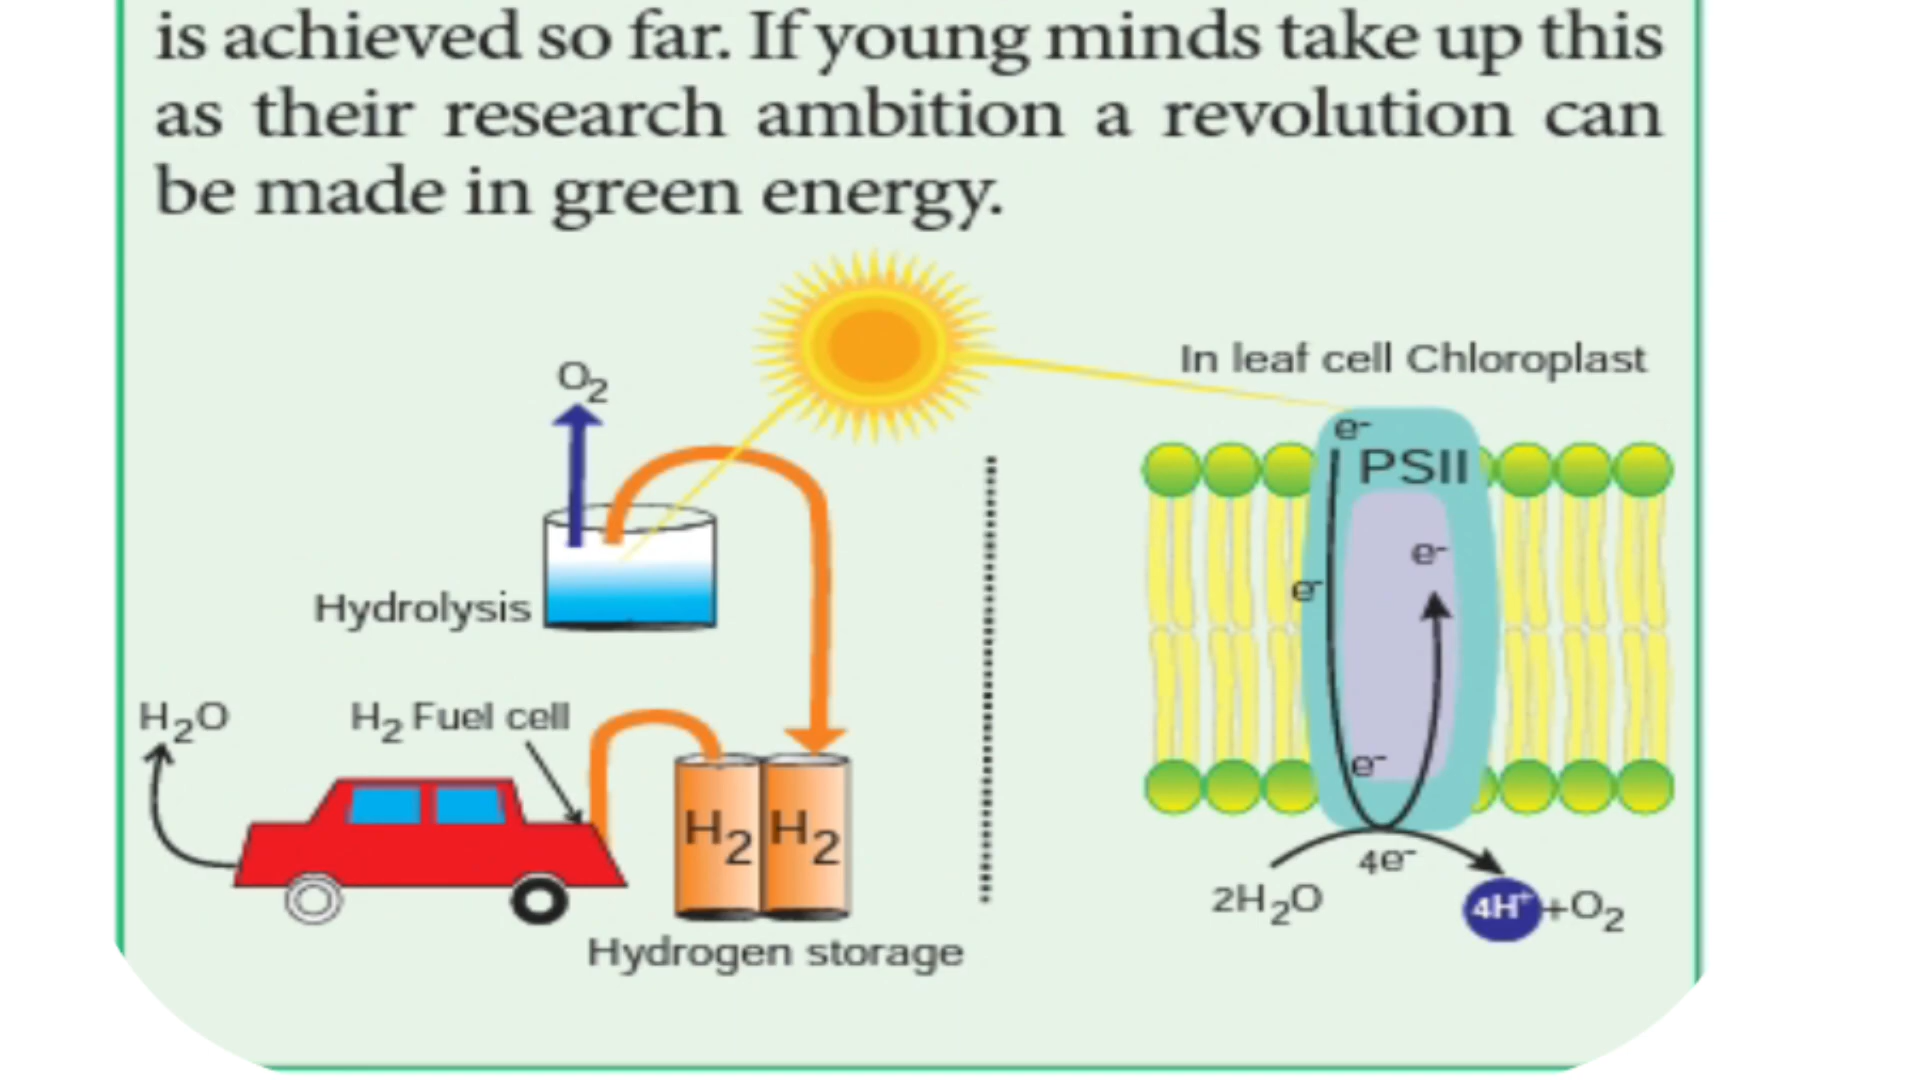 is achieved so far. If young minds take up this
as their research ambition a revolution can
be made in green energy.
In leaf cell Chloroplast
O₂
e⁻
PSII
e⁻
e⁻
Hydrolysis
H₂O
H₂ Fuel cell
e⁻
H₂ H₂
4e⁻
2H₂O
4H⁺ +O₂
Hydrogen storage